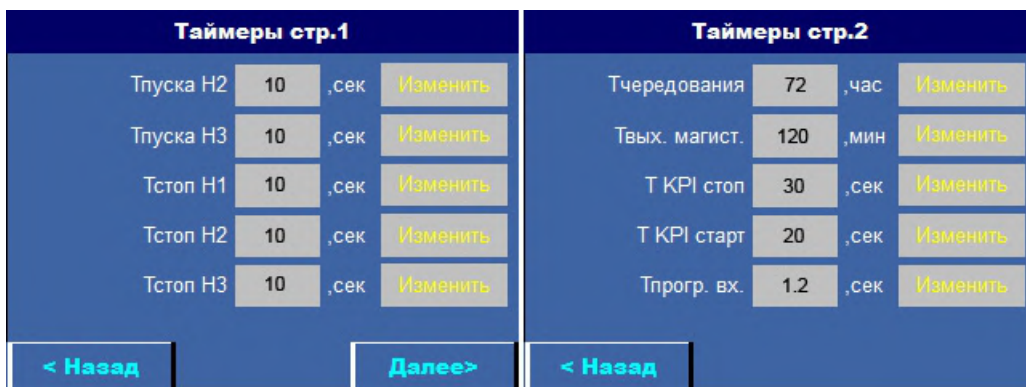 Таймеры стр.1
Тпуска Н2 10 ,сек Изменить
Тпуска Н3 10 ,сек Изменить
Тстоп Н1 10 ,сек Изменить
Тстоп Н2 10 ,сек Изменить
Тстоп Н3 10 ,сек Изменить
< Назад Далее>
Таймеры стр.2
Тчередования 72 ,час Изменить
Твых. магист. 120 ,мин Изменить
Т KPI стоп 30 ,сек Изменить
Т KPI старт 20 ,сек Изменить
Тпрогр. вх. 1.2 ,сек Изменить
< Назад